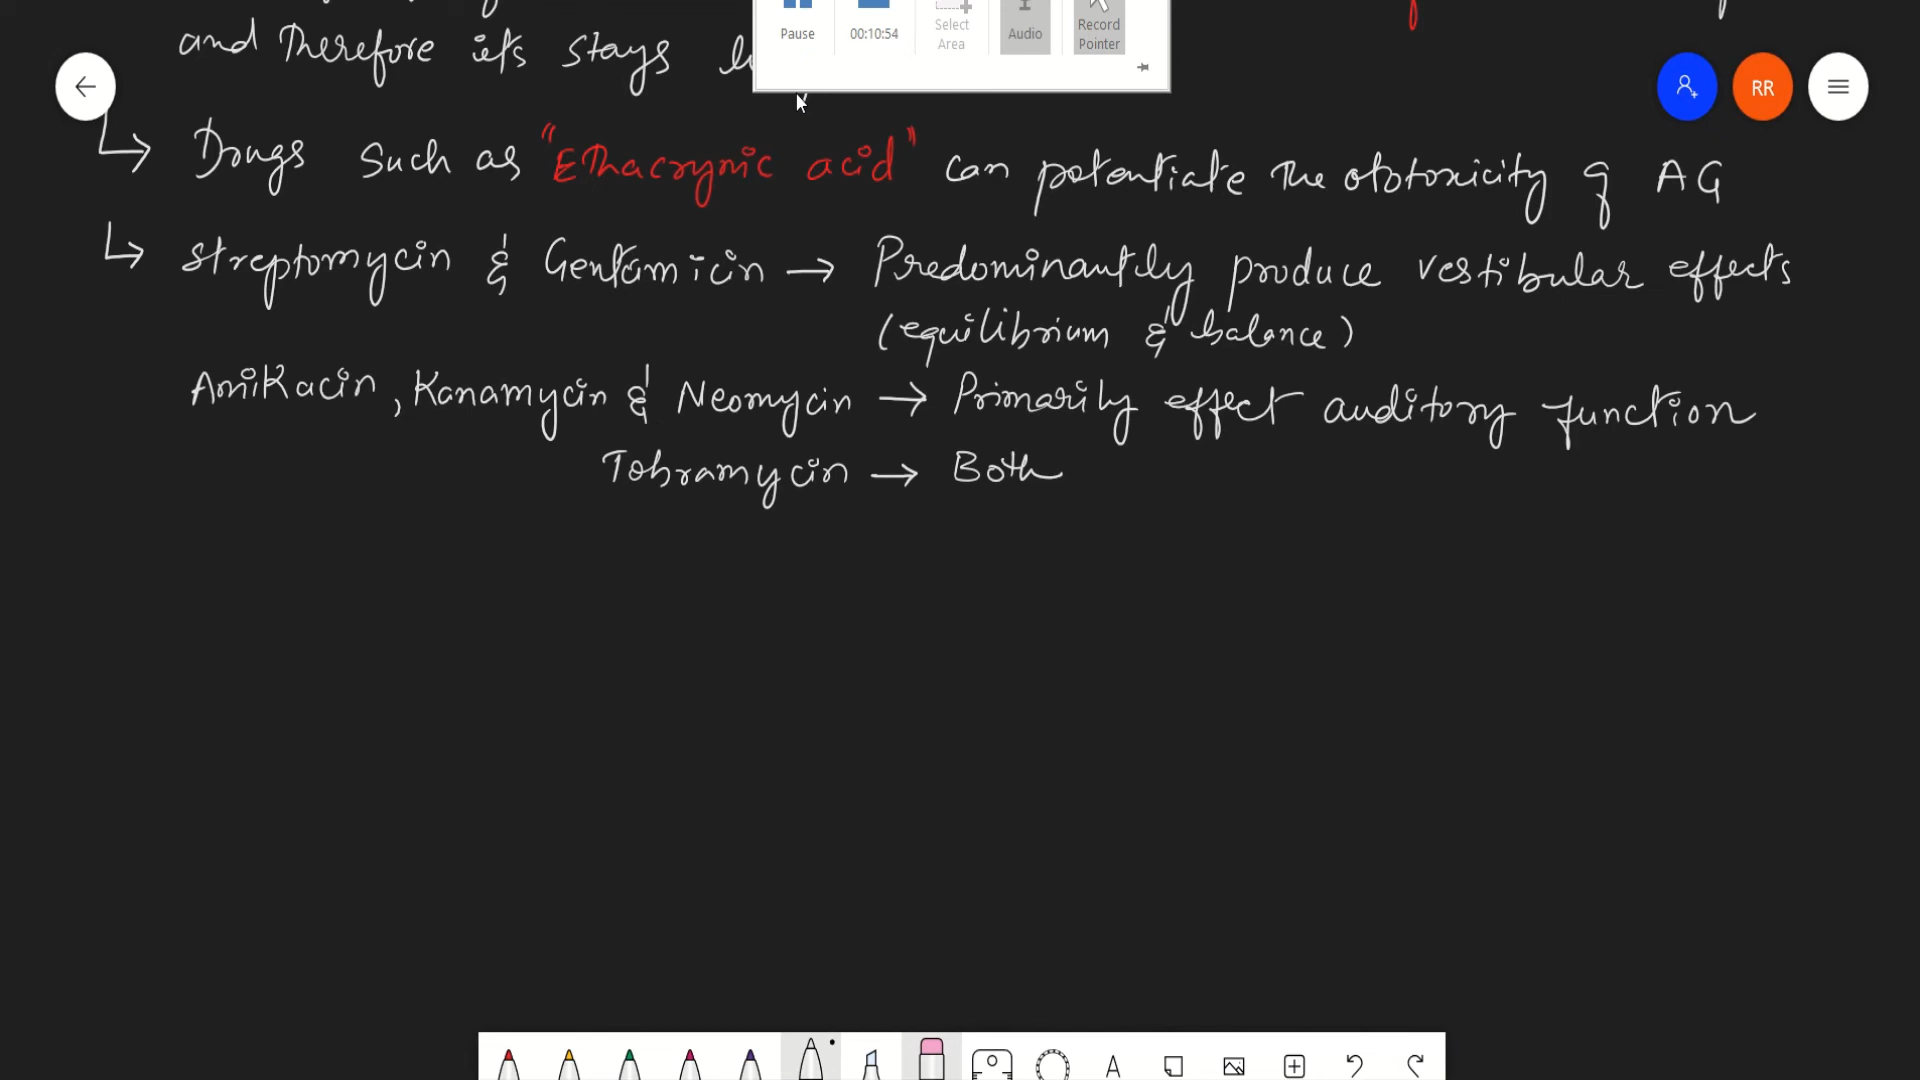 Pause
00:10:54
Select Area
Audio
Record Pointer
RR
and therefore its stays
↳ Drugs such as "Ethacrynic acid" can potentiate the ototoxicity of AG
↳ Streptomycin & Gentamicin → Predominantly produce vestibular effects
(equilibrium & balance)
Amikacin, Kanamycin & Neomycin → Primarily effect auditory function
Tobramycin → Both